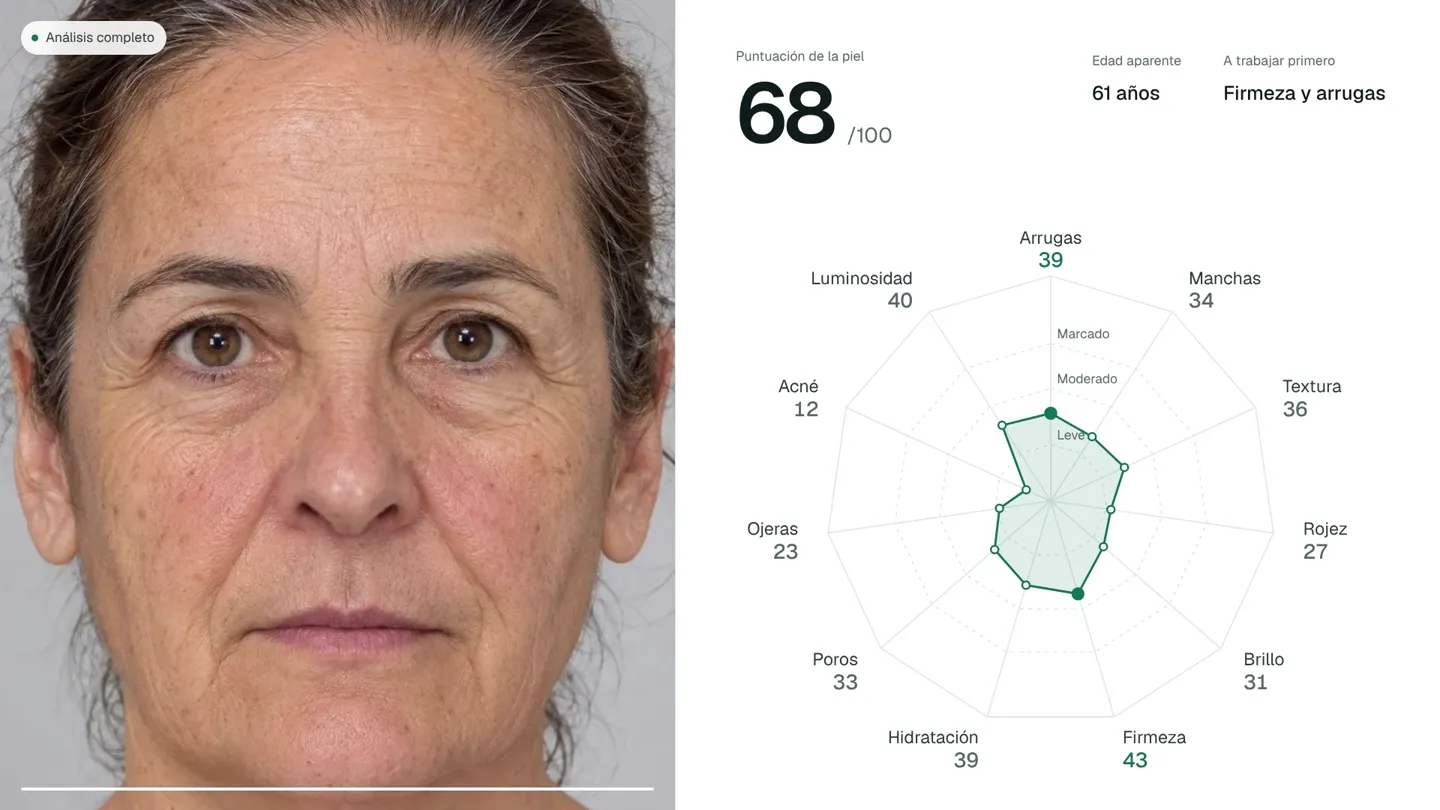 Análisis completo
Puntuación de la piel
68 /100
Edad aparente
61 años
A trabajar primero
Firmeza y arrugas
Arrugas
39
Manchas
34
Textura
36
Rojez
27
Brillo
31
Firmeza
43
Hidratación
39
Poros
33
Ojeras
23
Acné
12
Luminosidad
40
Marcado
Moderado
Leve